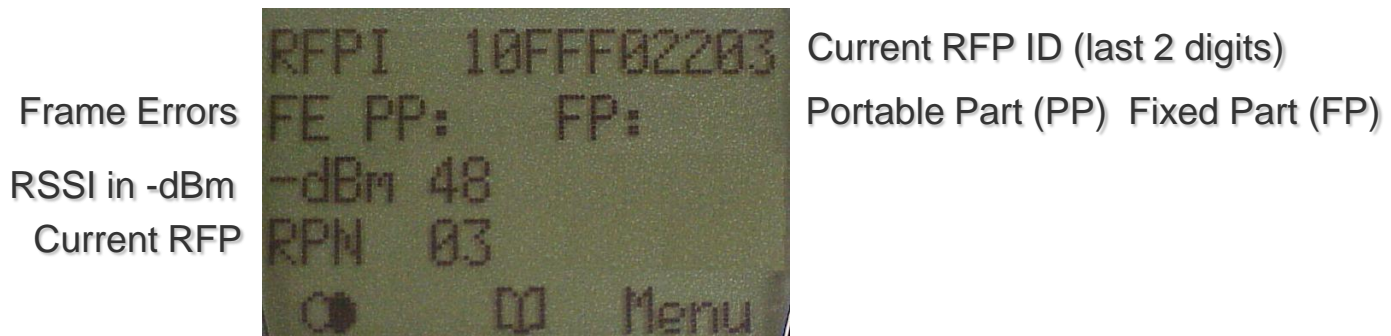 RFPI 10FFF02203 Current RFP ID (last 2 digits)
Frame Errors FE PP: FP: Portable Part (PP) Fixed Part (FP)
RSSI in -dBm -dBm 48
Current RFP RPN 03
Menu